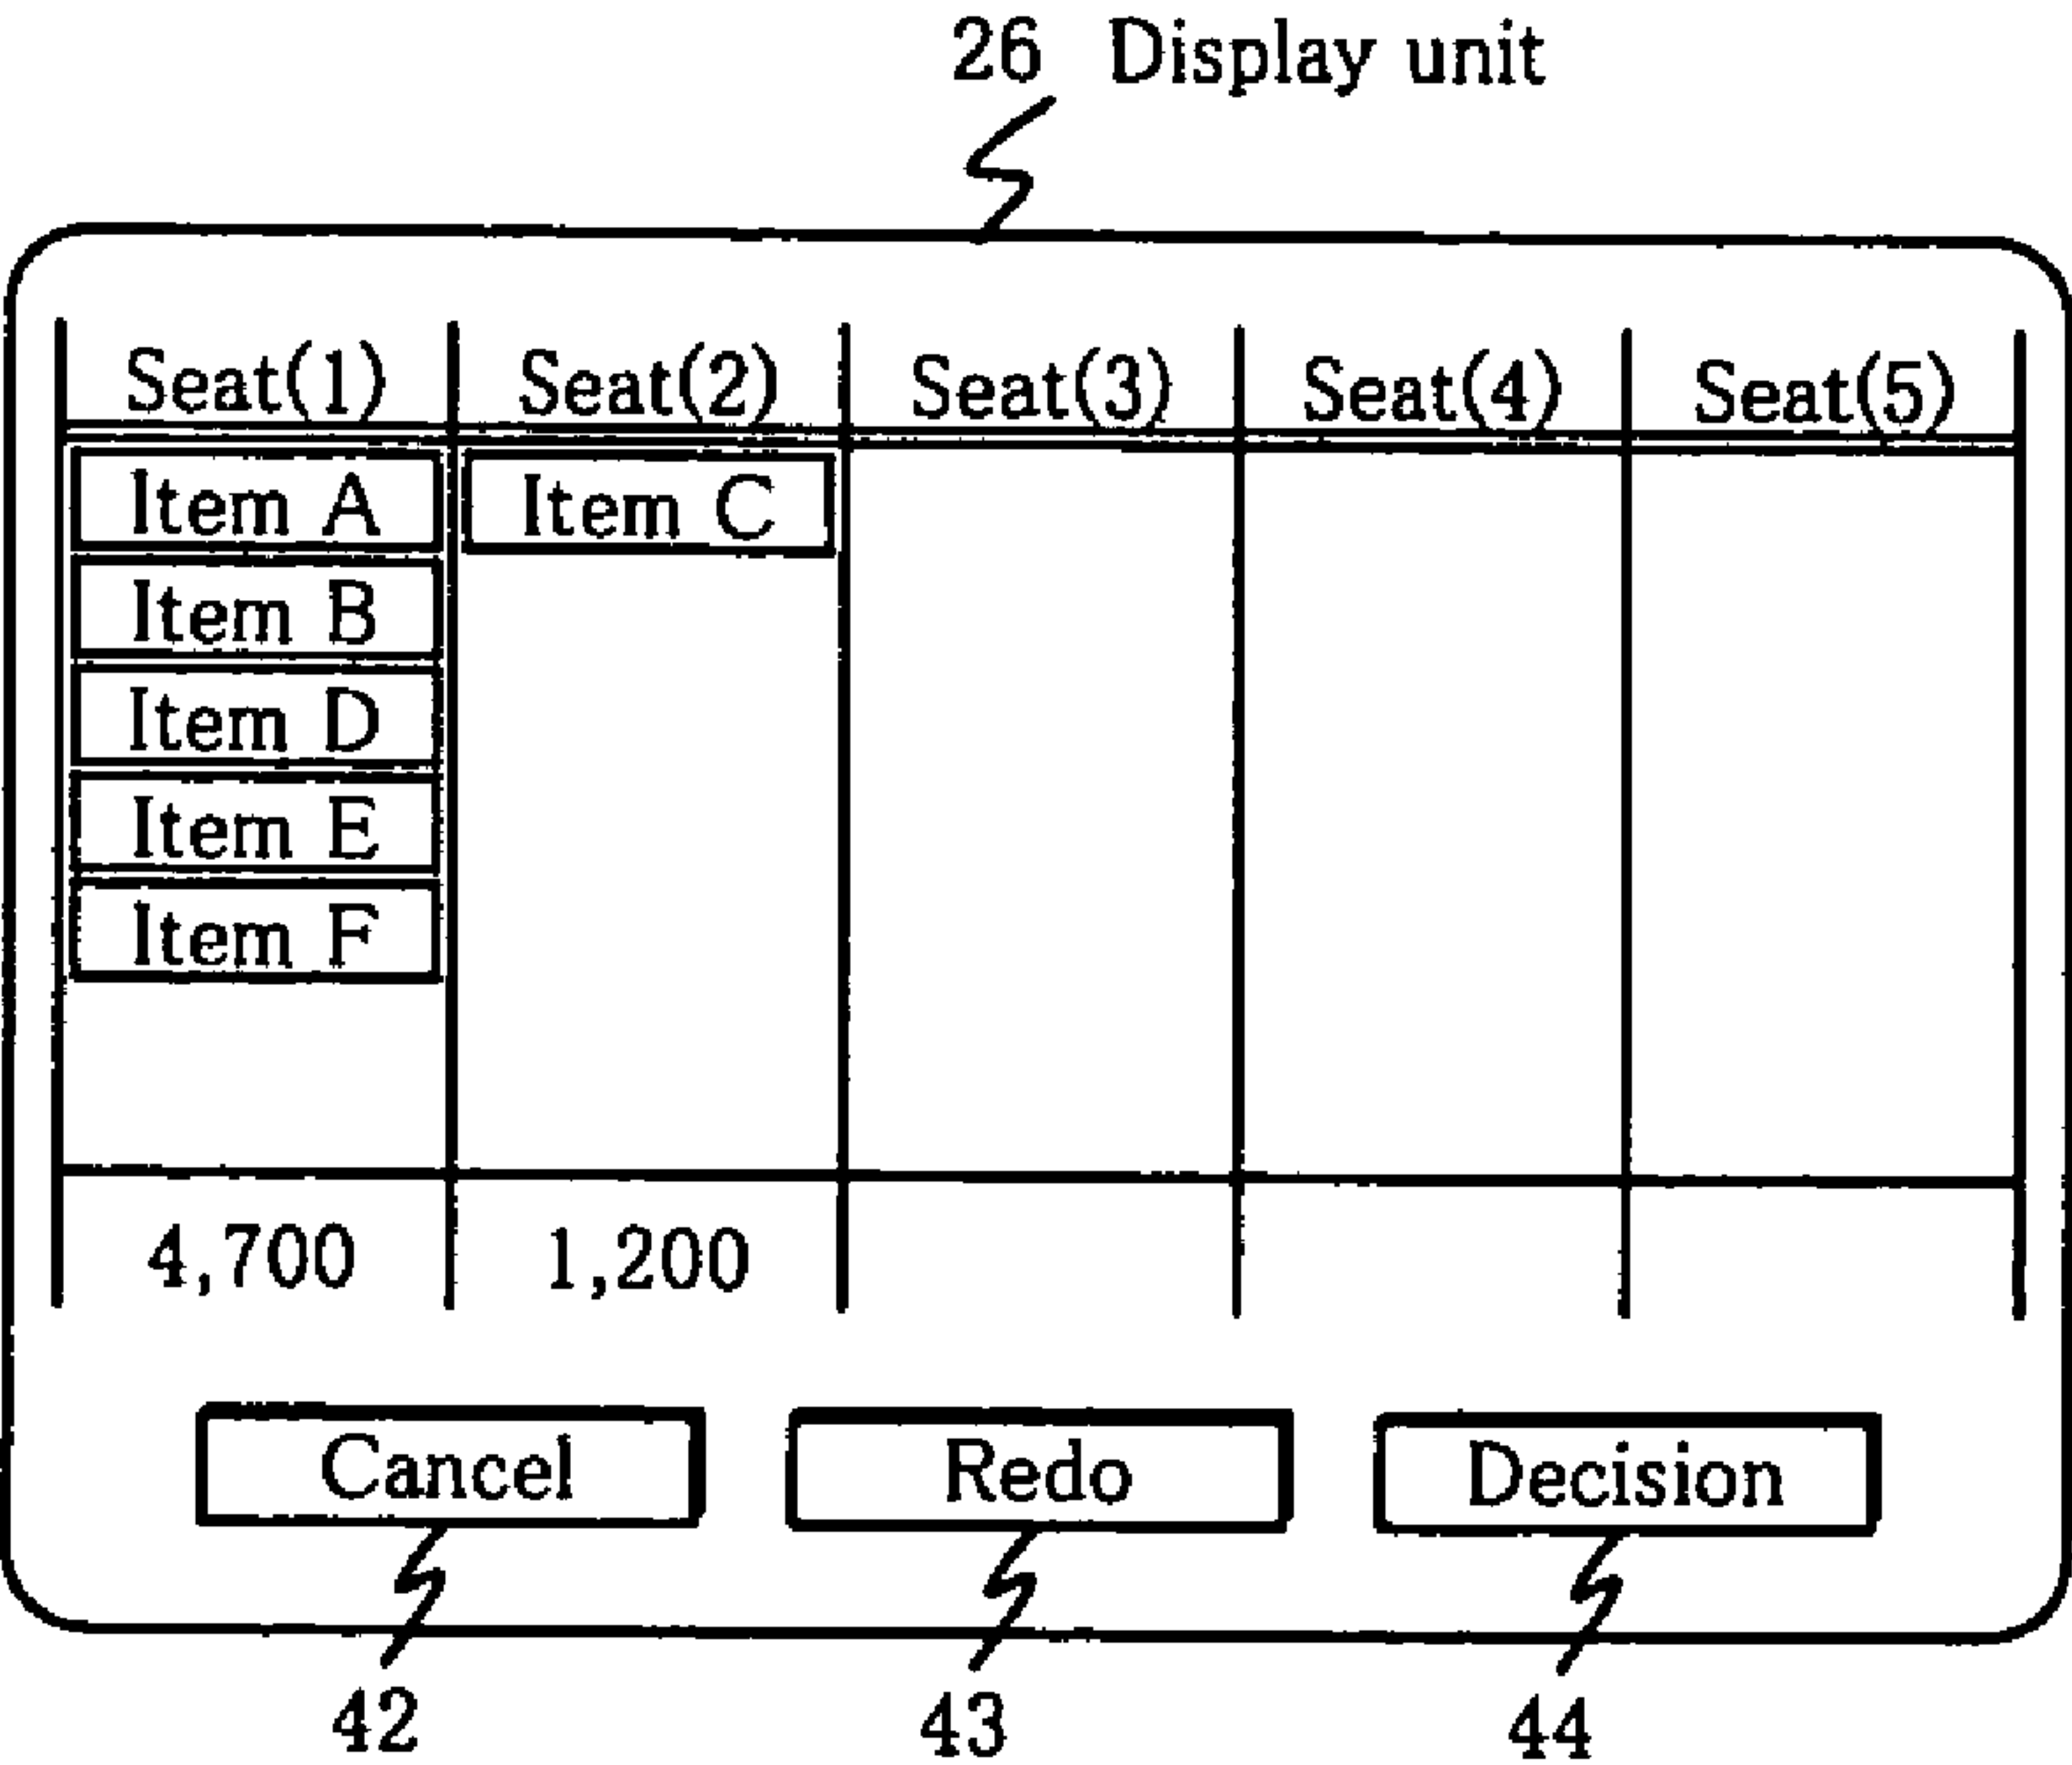 26 Display unit
Seat(1) Seat(2) Seat(3) Seat(4) Seat(5)
Item A Item C
Item B
Item D
Item E
Item F
4,700 1,200
Cancel Redo Decision
42 43 44